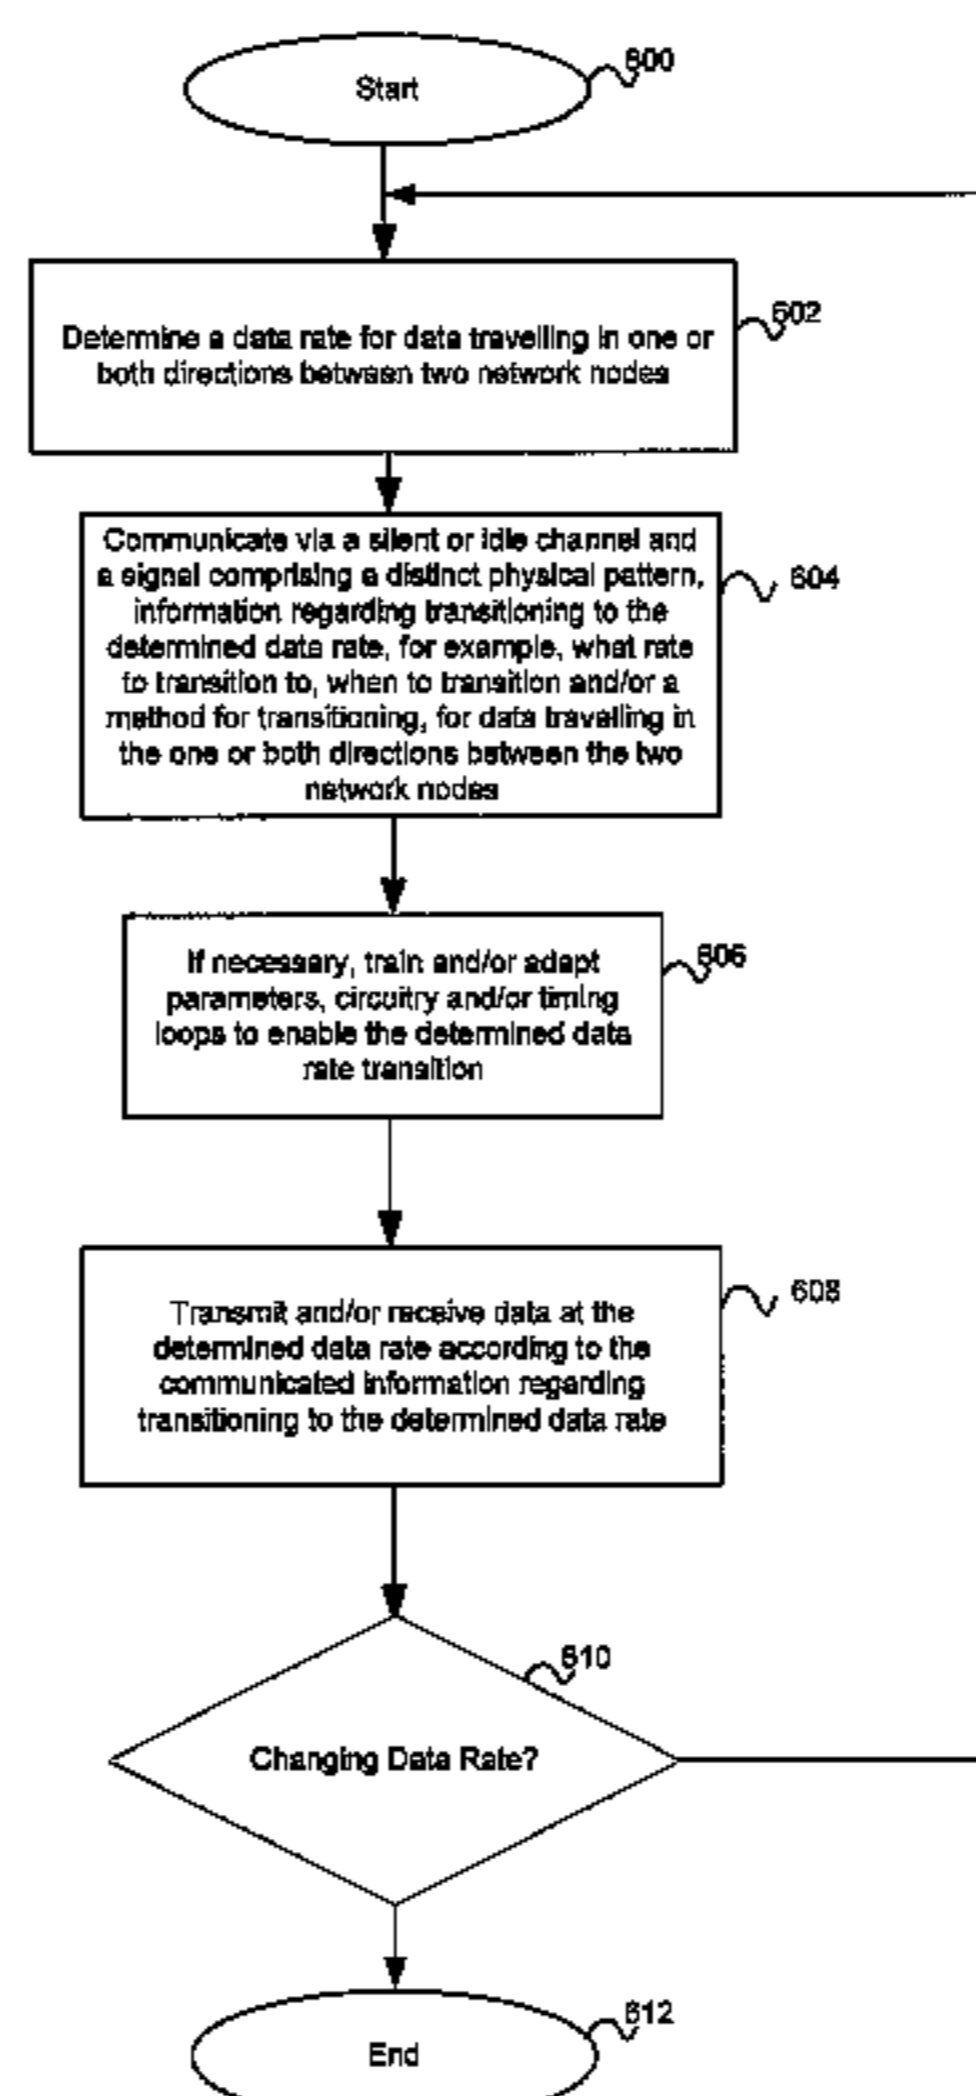 Start
600
Determine a data rate for data travelling in one or
both directions between two network nodes
602
Communicate via a silent or idle channel and
a signal comprising a distinct physical pattern,
information regarding transitioning to the
determined data rate, for example, what rate
to transition to, when to transition and/or a
method for transitioning, for data travelling in
the one or both directions between the two
network nodes
604
If necessary, train and/or adapt
parameters, circuitry and/or timing
loops to enable the determined data
rate transition
606
Transmit and/or receive data at the
determined data rate according to the
communicated information regarding
transitioning to the determined data rate
608
610
Changing Data Rate?
612
End